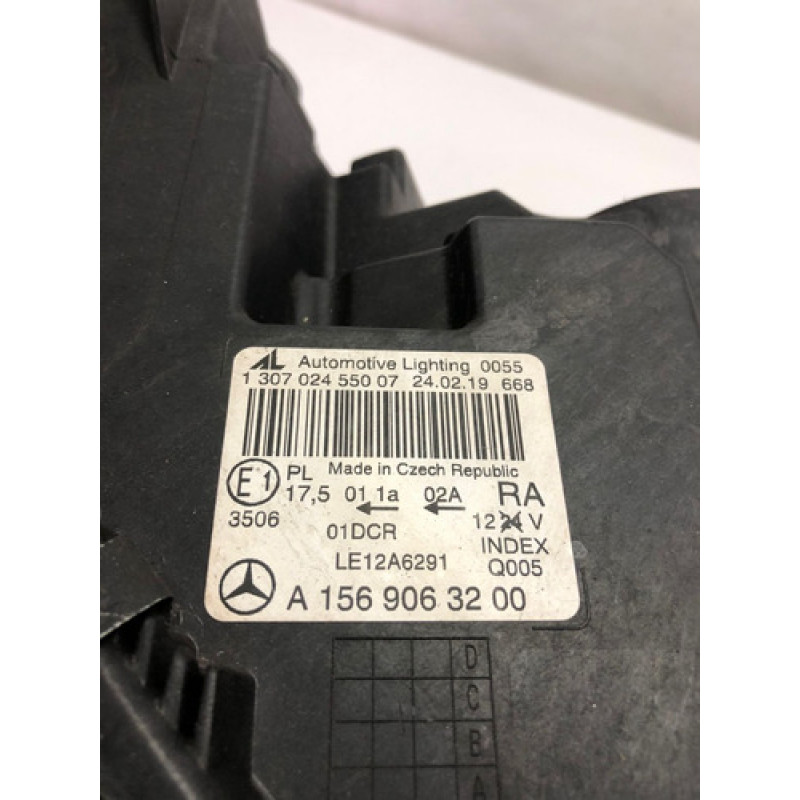 AL Automotive Lighting 0055
1 307 024 550 07 24.02.19 668
Made in Czech Republic
E1 PL 17,5 01 1a 02A RA
3506 01DCR 12 24 V
LE12A6291 INDEX Q005
A 156 906 32 00
D
C
B
A